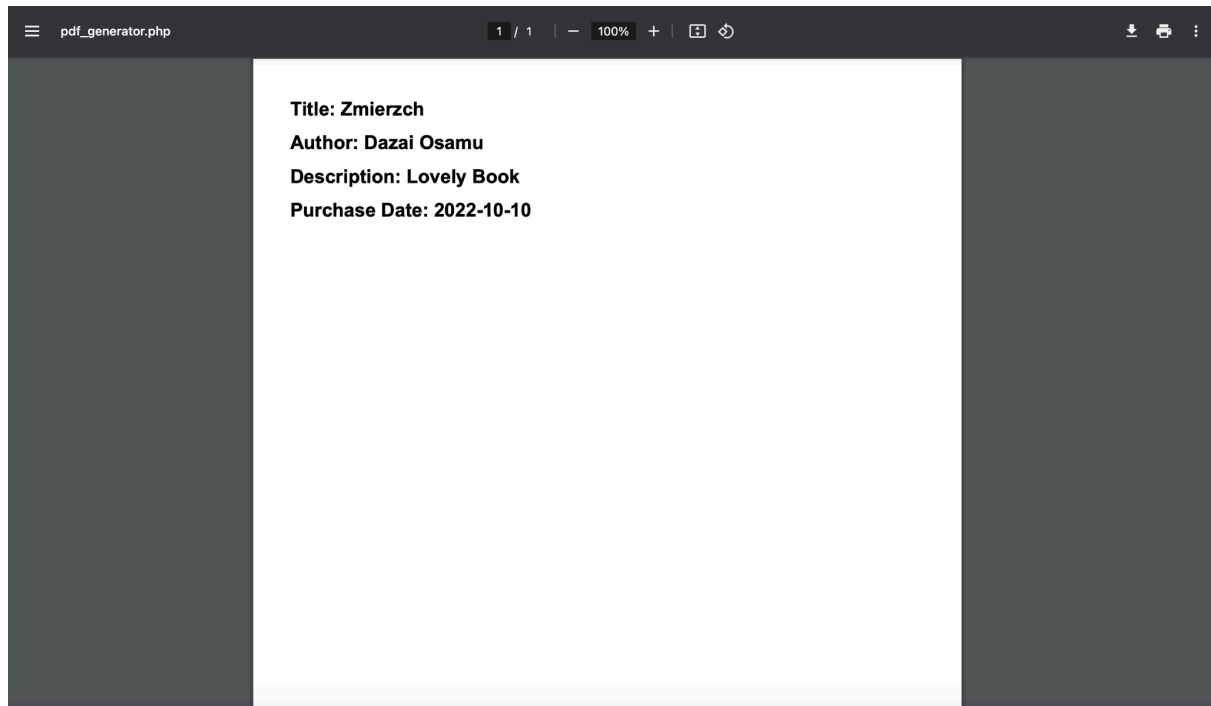 pdf_generator.php
1 / 1
100%
Title: Zmierzch
Author: Dazai Osamu
Description: Lovely Book
Purchase Date: 2022-10-10